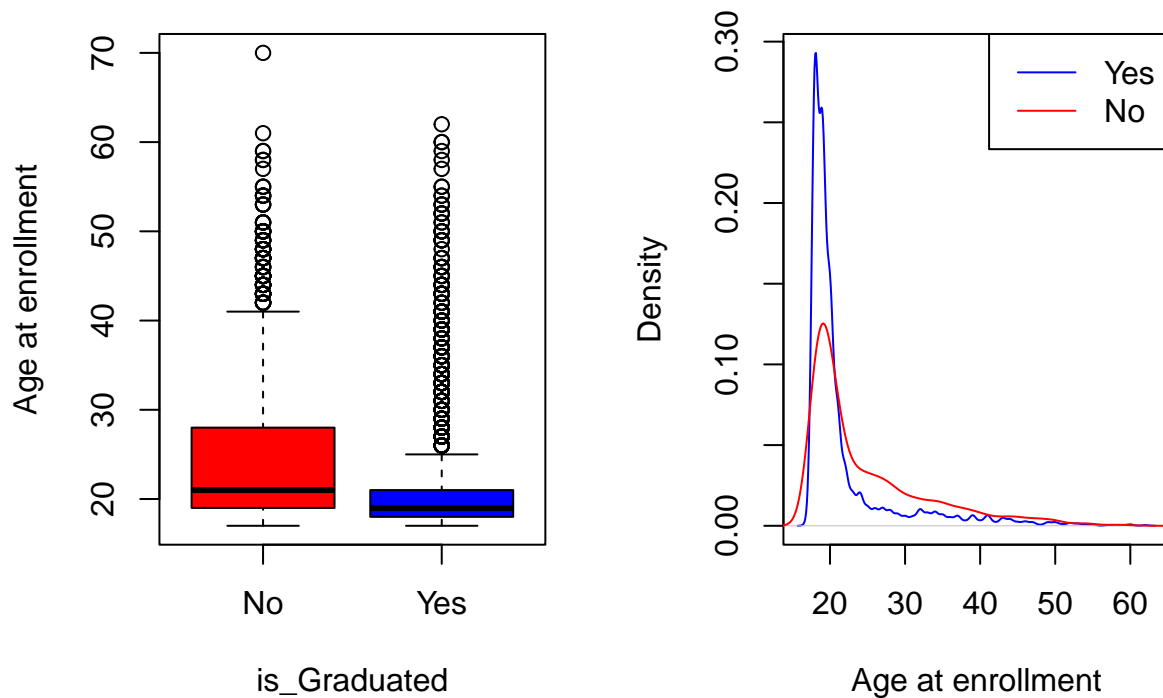 Age at enrollment
70
60
50
40
30
20
No
Yes
is_Graduated
Density
0.30
0.20
0.10
0.00
Yes
No
20
30
40
50
60
Age at enrollment